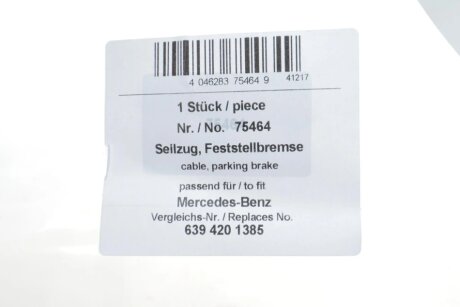 4 046283 75464 9 41217
1 Stück / piece
Nr. / No. 75464
Seilzug, Feststellbremse
cable, parking brake
passend für / to fit
Mercedes-Benz
Vergleichs-Nr. / Replaces No.
639 420 1385